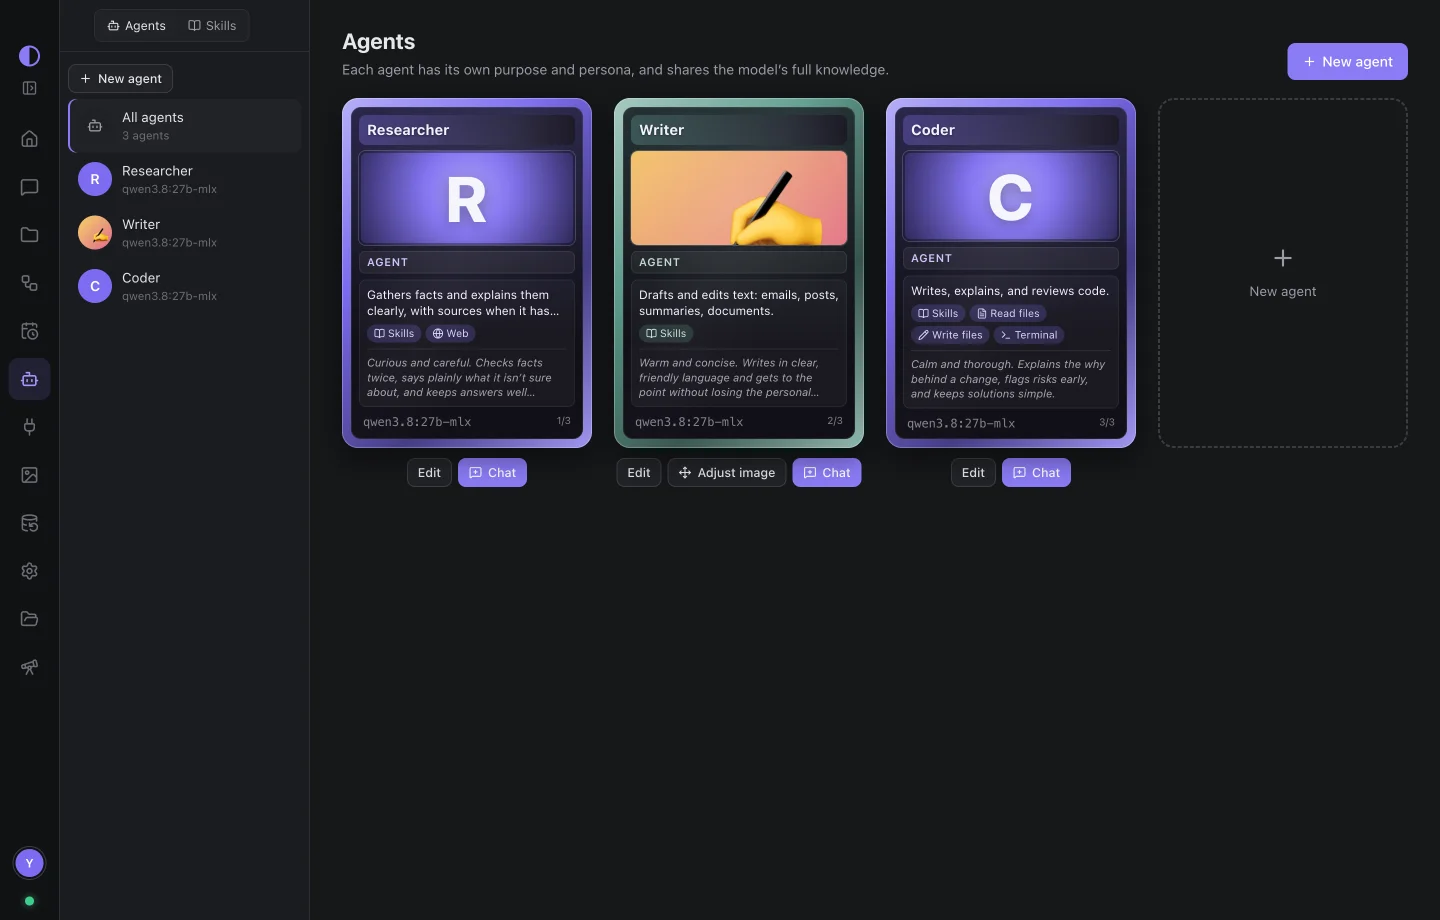 Agents
Skills
New agent
All agents
3 agents
R
Researcher
qwen3.8:27b-mlx
Writer
qwen3.8:27b-mlx
C
Coder
qwen3.8:27b-mlx
Y
Agents
Each agent has its own purpose and persona, and shares the model's full knowledge.
New agent
Researcher
R
AGENT
Gathers facts and explains them
clearly, with sources when it has...
Skills
Web
Curious and careful. Checks facts
twice, says plainly what it isn't sure
about, and keeps answers well...
qwen3.8:27b-mlx
1/3
Edit
Chat
Writer
AGENT
Drafts and edits text: emails, posts,
summaries, documents.
Skills
Warm and concise. Writes in clear,
friendly language and gets to the
point without losing the personal...
qwen3.8:27b-mlx
2/3
Edit
Adjust image
Chat
Coder
C
AGENT
Writes, explains, and reviews code.
Skills
Read files
Write files
Terminal
Calm and thorough. Explains the why
behind a change, flags risks early,
and keeps solutions simple.
qwen3.8:27b-mlx
3/3
Edit
Chat
New agent